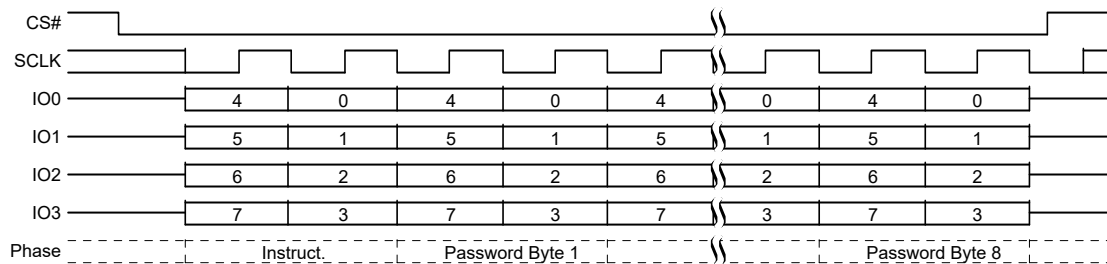 CS#
SCLK
IO0 4 0 4 0 4 0 4 0
IO1 5 1 5 1 5 1 5 1
IO2 6 2 6 2 6 2 6 2
IO3 7 3 7 3 7 3 7 3
Phase Instruct. Password Byte 1 Password Byte 8